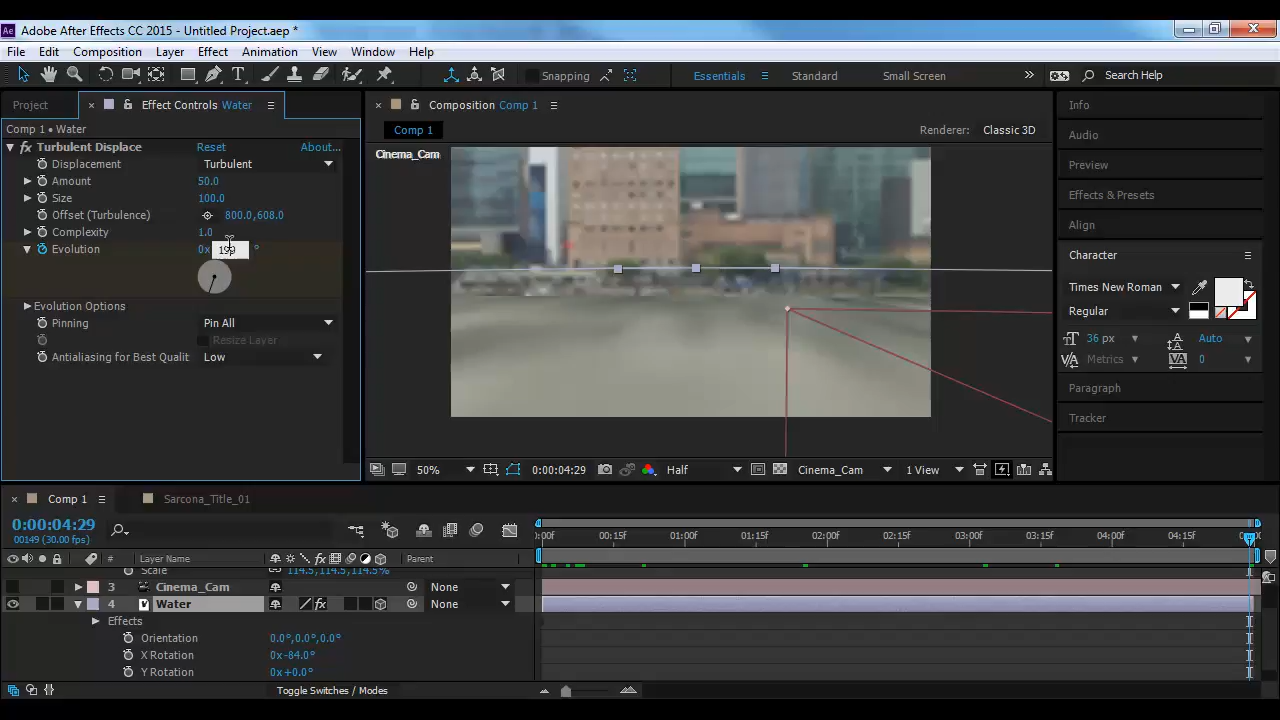 Ae Adobe After Effects CC 2015 - Untitled Project.aep *
File Edit Composition Layer Effect Animation View Window Help
T Snapping Essentials Standard Small Screen » Search Help
Project × Effect Controls Water
Comp 1 • Water
fx Turbulent Displace Reset About...
Displacement Turbulent
Amount 50.0
Size 100.0
Offset (Turbulence) 800.0,608.0
Complexity 1.0
Evolution 0x °
Evolution Options
Pinning Pin All
Resize Layer
Antialiasing for Best Qualit Low
× Composition Comp 1
Comp 1 Renderer: Classic 3D
Cinema_Cam
50% 0:00:04:29 Half Cinema_Cam 1 View
Info
Audio
Preview
Effects & Presets
Align
Character
Times New Roman
Regular
36 px Auto
Metrics VA 0
Paragraph
Tracker
× Comp 1 Sarcona_Title_01
0:00:04:29
00149 (30.00 fps)
:00f 00:15f 01:00f 01:15f 02:00f 02:15f 03:00f 03:15f 04:00f 04:15f
# Layer Name fx Parent
Scale 114.5,114.5,114.5%
3 Cinema_Cam None
4 Water fx None
Effects
Orientation 0.0°,0.0°,0.0°
X Rotation 0x-84.0°
Y Rotation 0x+0.0°
Toggle Switches / Modes